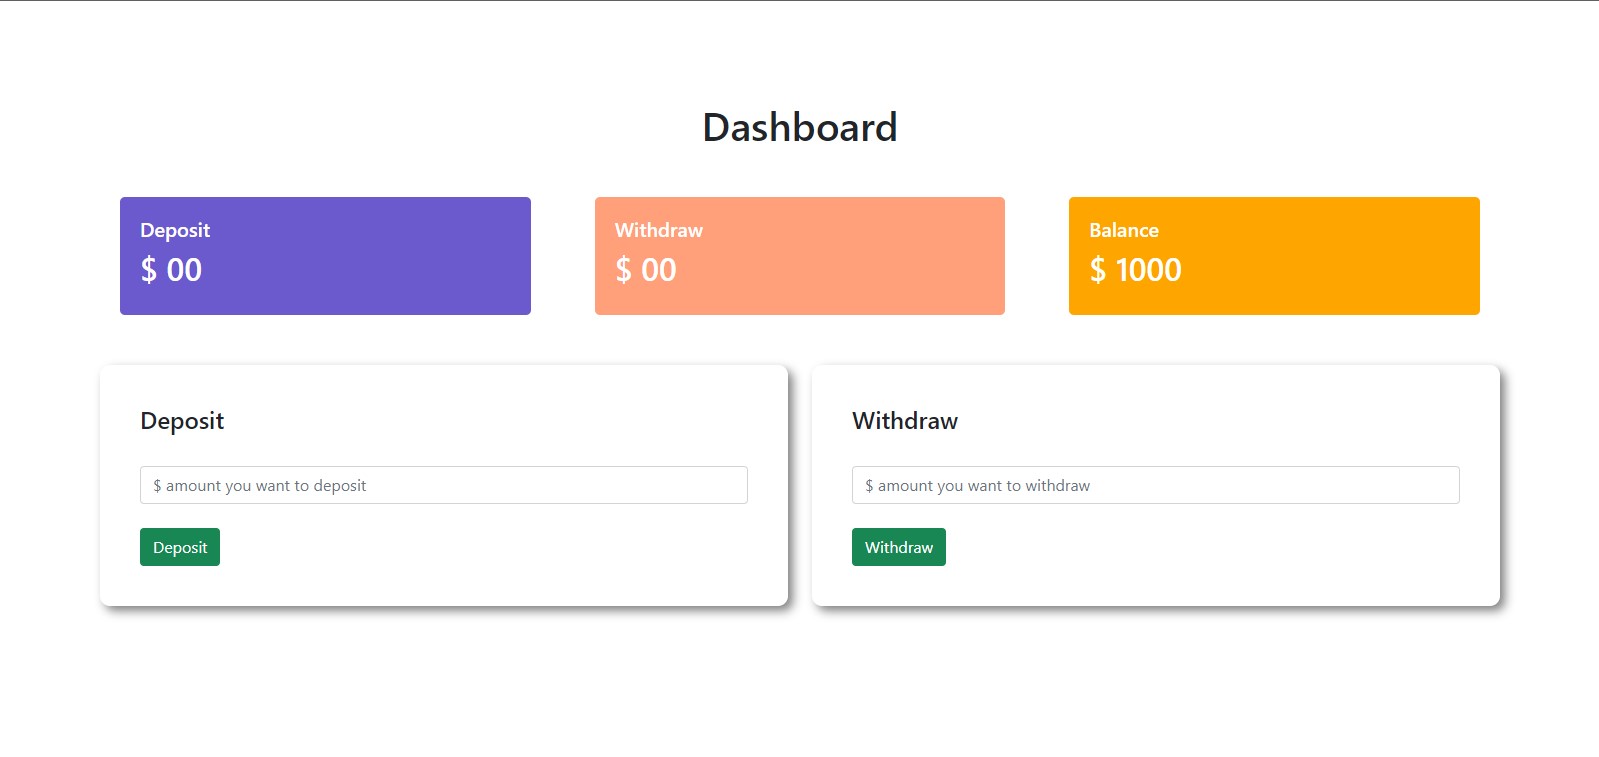 Dashboard
Deposit
$ 00
Withdraw
$ 00
Balance
$ 1000
Deposit
$ amount you want to deposit
Deposit
Withdraw
$ amount you want to withdraw
Withdraw